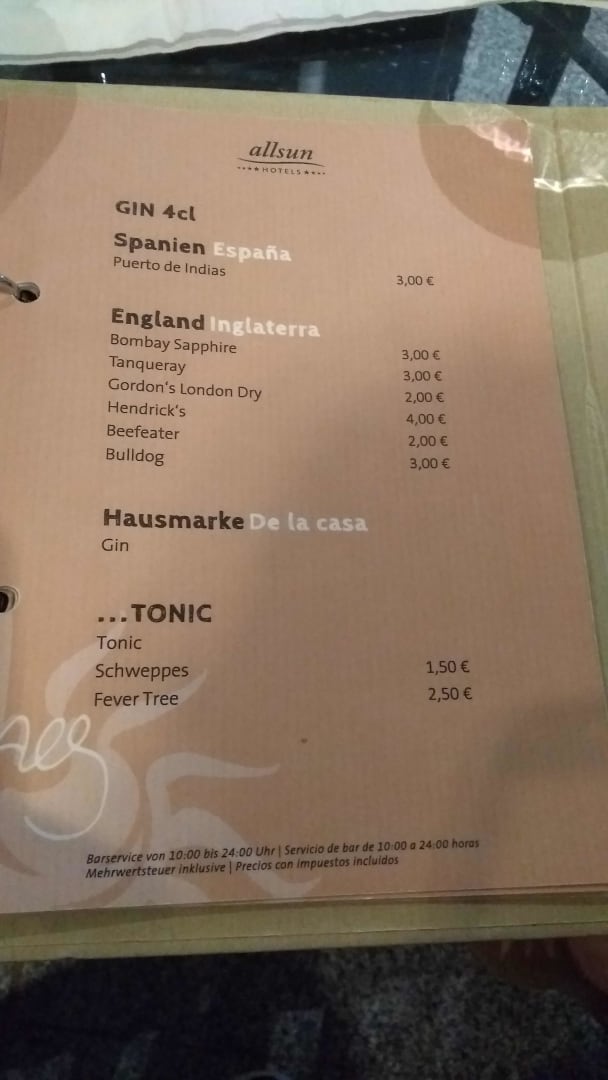 allsun
****HOTELS****
GIN 4cl
Spanien España
Puerto de Indias 3,00 €
England Inglaterra
Bombay Sapphire 3,00 €
Tanqueray 3,00 €
Gordon's London Dry 2,00 €
Hendrick's 4,00 €
Beefeater 2,00 €
Bulldog 3,00 €
Hausmarke De la casa
Gin
...TONIC
Tonic
Schweppes 1,50 €
Fever Tree 2,50 €
Barservice von 10:00 bis 24:00 Uhr | Servicio de bar de 10:00 a 24:00 horas
Mehrwertsteuer inklusive | Precios con impuestos incluidos